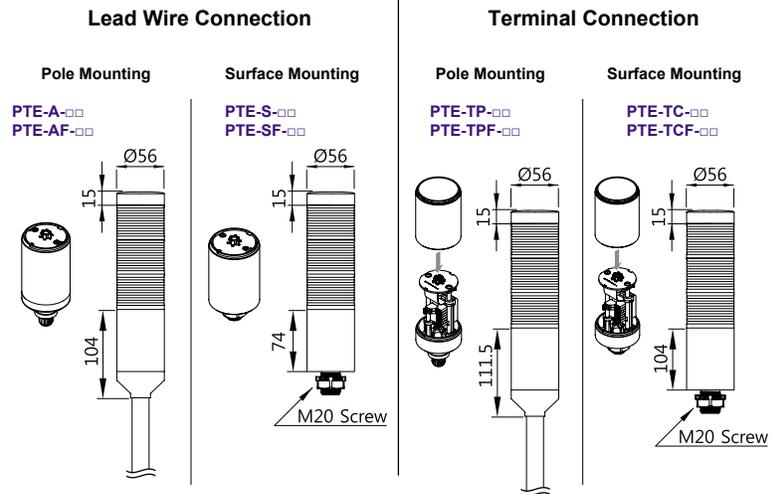 Lead Wire Connection
Terminal Connection
Pole Mounting
Surface Mounting
Pole Mounting
Surface Mounting
PTE-A-□□
PTE-AF-□□
PTE-S-□□
PTE-SF-□□
PTE-TP-□□
PTE-TPF-□□
PTE-TC-□□
PTE-TCF-□□
Ø56
15
104
Ø56
15
74
M20 Screw
Ø56
15
111.5
Ø56
15
104
M20 Screw